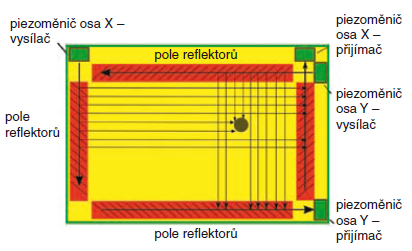 piezoměnič osa X –
vysílač
pole reflektorů
piezoměnič
osa X –
přijímač
pole
reflektorů
piezoměnič
osa Y –
vysílač
piezoměnič
osa Y –
přijímač
pole reflektorů